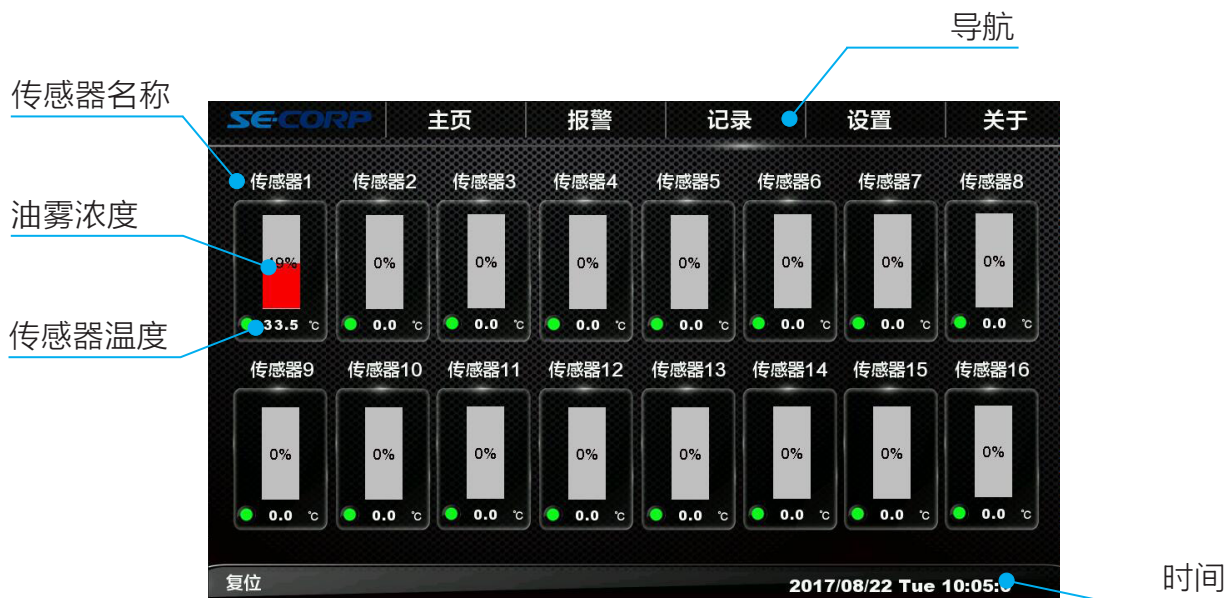 导航
传感器名称
SE-CORP 主页 报警 记录 设置 关于
传感器1 传感器2 传感器3 传感器4 传感器5 传感器6 传感器7 传感器8
油雾浓度
49% 0% 0% 0% 0% 0% 0% 0%
33.5 ℃ 0.0 ℃ 0.0 ℃ 0.0 ℃ 0.0 ℃ 0.0 ℃ 0.0 ℃ 0.0 ℃
传感器温度
传感器9 传感器10 传感器11 传感器12 传感器13 传感器14 传感器15 传感器16
0% 0% 0% 0% 0% 0% 0% 0%
0.0 ℃ 0.0 ℃ 0.0 ℃ 0.0 ℃ 0.0 ℃ 0.0 ℃ 0.0 ℃ 0.0 ℃
复位 2017/08/22 Tue
时间